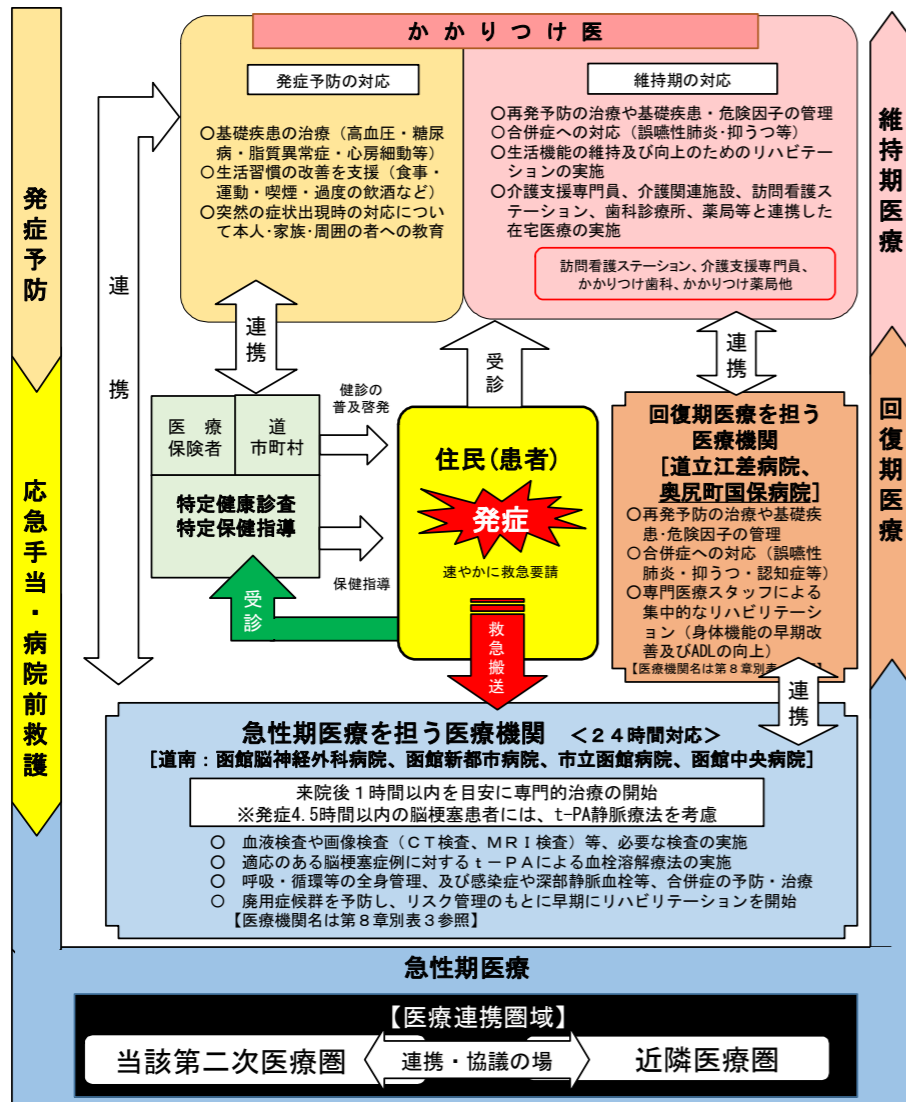 かかりつけ医
発症予防の対応
○基礎疾患の治療（高血圧・糖尿
病・脂質異常症・心房細動等）
○生活習慣の改善を支援（食事・
運動・喫煙・過度の飲酒など）
○突然の症状出現時の対応につい
て本人・家族・周囲の者への教育
維持期の対応
○再発予防の治療や基礎疾患・危険因子の管理
○合併症への対応（誤嚥性肺炎・抑うつ等）
○生活機能の維持及び向上のためのリハビテー
ションの実施
○介護支援専門員、介護関連施設、訪問看護ス
テーション、歯科診療所、薬局等と連携した
在宅医療の実施
訪問看護ステーション、介護支援専門員、
かかりつけ歯科、かかりつけ薬局他
発症予防
応急手当・病院前救護
維持期医療
回復期医療
連携
連携
受診
連携
医療
保険者
道
市町村
特定健康診査
特定保健指導
健診の
普及啓発
保健指導
受診
住民(患者)
発症
速やかに救急要請
救急搬送
回復期医療を担う
医療機関
[道立江差病院、
奥尻町国保病院]
○再発予防の治療や基礎疾
患・危険因子の管理
○合併症への対応（誤嚥性
肺炎・抑うつ・認知症等）
○専門医療スタッフによる
集中的なリハビリテーシ
ョン（身体機能の早期改
善及びADLの向上）
【医療機関名は第８章別表
連携
急性期医療を担う医療機関　＜２４時間対応＞
[道南：函館脳神経外科病院、函館新都市病院、市立函館病院、函館中央病院]
来院後１時間以内を目安に専門的治療の開始
※発症4.5時間以内の脳梗塞患者には、t-PA静脈療法を考慮
○　血液検査や画像検査（ＣＴ検査、ＭＲＩ検査）等、必要な検査の実施
○　適応のある脳梗塞症例に対するｔ－ＰＡによる血栓溶解療法の実施
○　呼吸・循環等の全身管理、及び感染症や深部静脈血栓等、合併症の予防・治療
○　廃用症候群を予防し、リスク管理のもとに早期にリハビリテーションを開始
【医療機関名は第８章別表３参照】
急性期医療
【医療連携圏域】
当該第二次医療圏
連携・協議の場
近隣医療圏